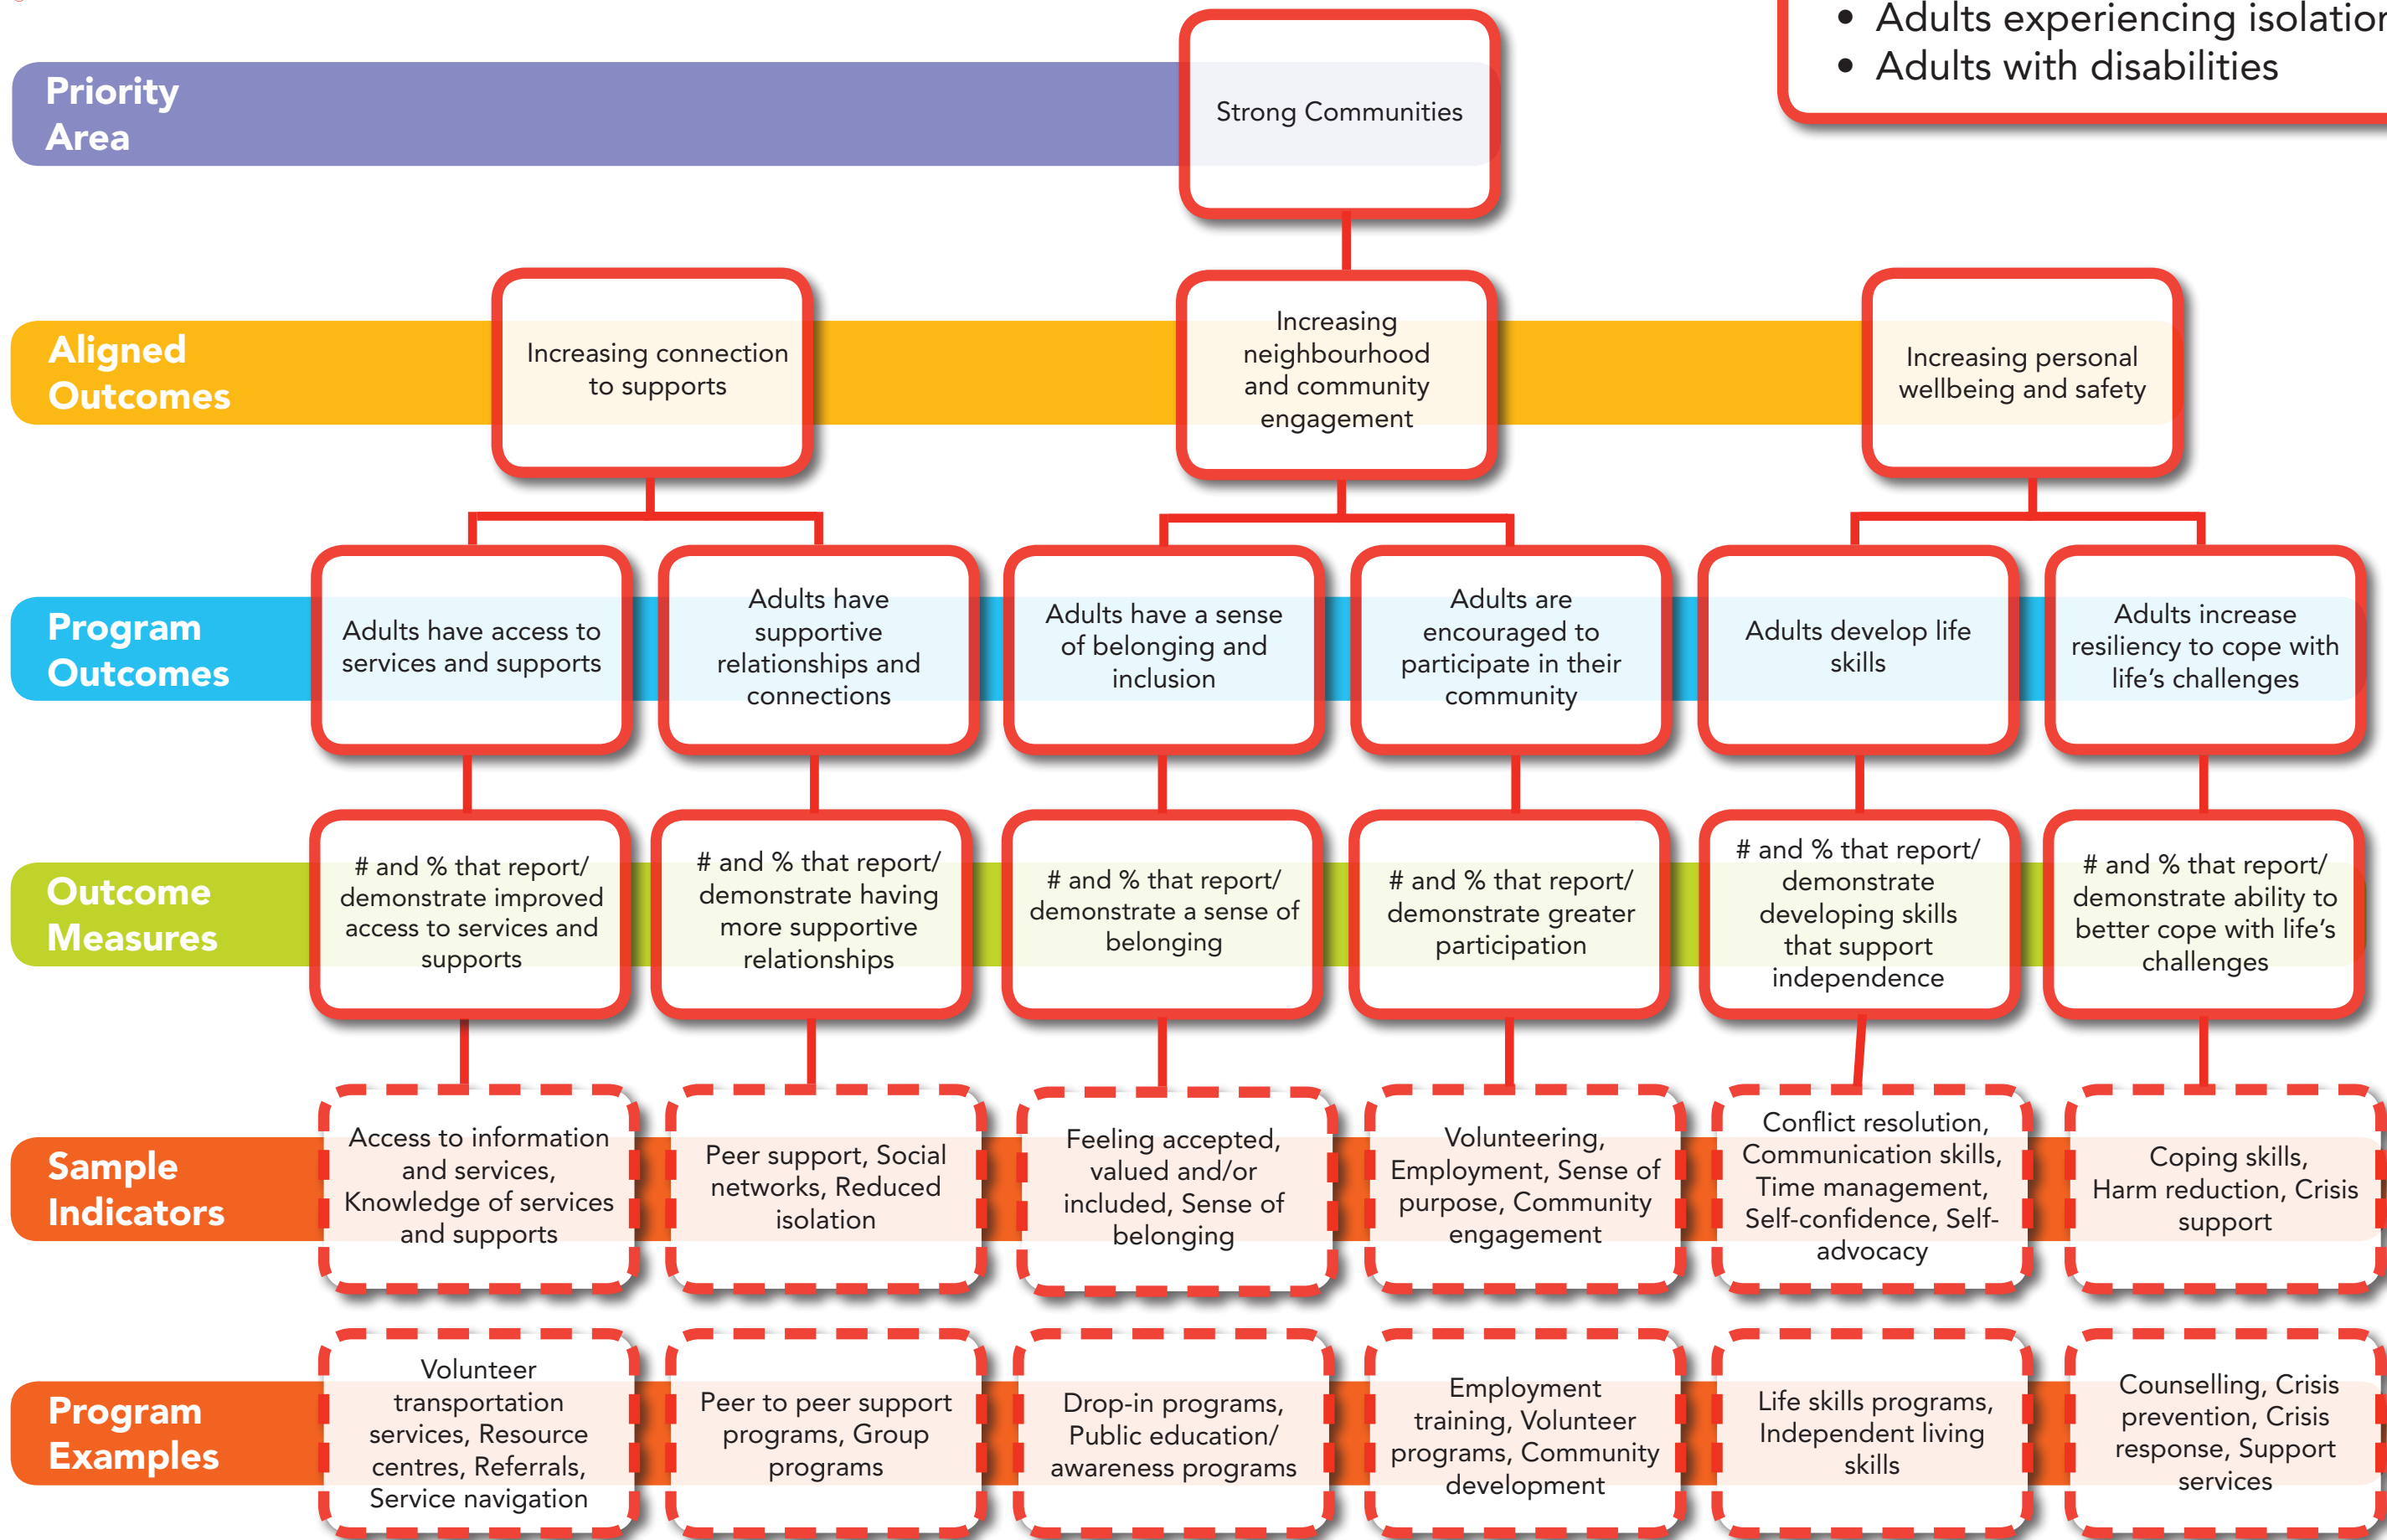 • Adults experiencing isolation
• Adults with disabilities
Priority
Area
Strong Communities
Aligned
Outcomes
Increasing connection
to supports
Increasing
neighbourhood
and community
engagement
Increasing personal
wellbeing and safety
Program
Outcomes
Adults have access to
services and supports
Adults have
supportive
relationships and
connections
Adults have a sense
of belonging and
inclusion
Adults are
encouraged to
participate in their
community
Adults develop life
skills
Adults increase
resiliency to cope with
life's challenges
Outcome
Measures
# and % that report/
demonstrate improved
access to services and
supports
# and % that report/
demonstrate having
more supportive
relationships
# and % that report/
demonstrate a sense of
belonging
# and % that report/
demonstrate greater
participation
# and % that report/
demonstrate
developing skills
that support
independence
# and % that report/
demonstrate ability to
better cope with life's
challenges
Sample
Indicators
Access to information
and services,
Knowledge of services
and supports
Peer support, Social
networks, Reduced
isolation
Feeling accepted,
valued and/or
included, Sense of
belonging
Volunteering,
Employment, Sense of
purpose, Community
engagement
Conflict resolution,
Communication skills,
Time management,
Self-confidence, Self-
advocacy
Coping skills,
Harm reduction, Crisis
support
Program
Examples
Volunteer
transportation
services, Resource
centres, Referrals,
Service navigation
Peer to peer support
programs, Group
programs
Drop-in programs,
Public education/
awareness programs
Employment
training, Volunteer
programs, Community
development
Life skills programs,
Independent living
skills
Counselling, Crisis
prevention, Crisis
response, Support
services